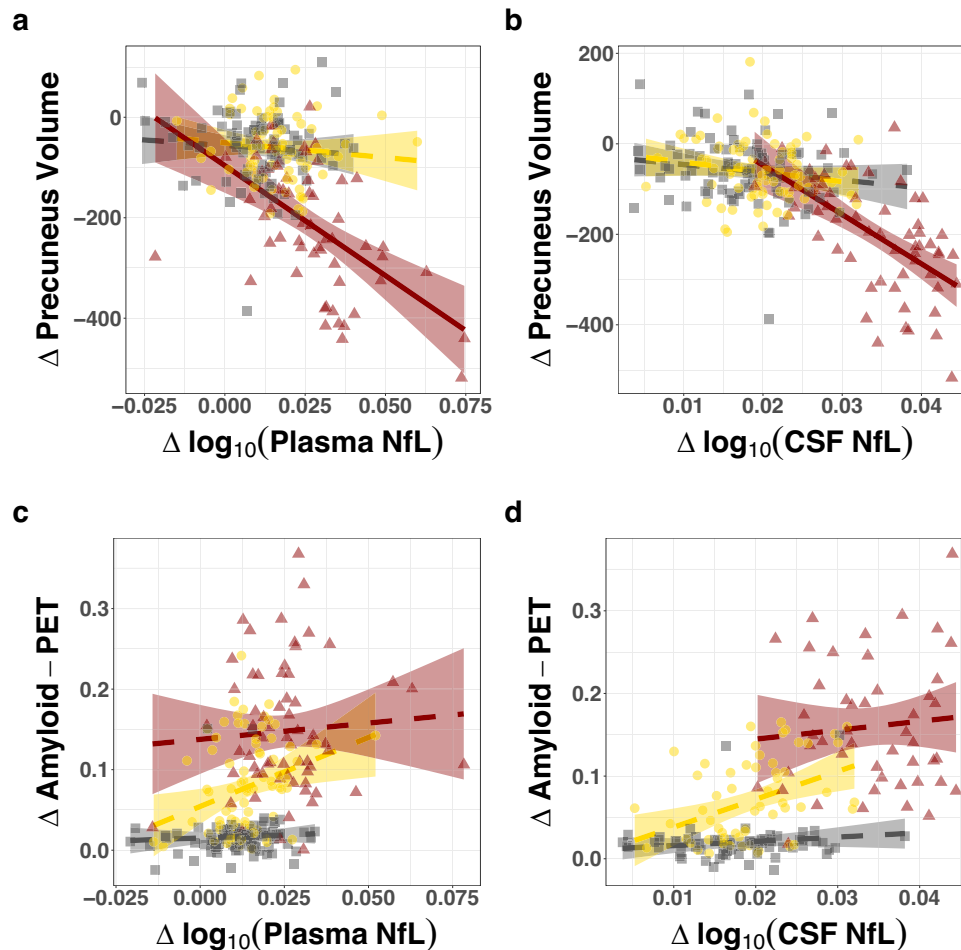 a
b
Δ Precuneus Volume
0
−200
−400
−0.025 0.000 0.025 0.050 0.075
Δ log10(Plasma NfL)
Δ Precuneus Volume
200
0
−200
−400
0.01 0.02 0.03 0.04
Δ log10(CSF NfL)
c
d
Δ Amyloid − PET
0.3
0.2
0.1
0.0
−0.025 0.000 0.025 0.050 0.075
Δ log10(Plasma NfL)
Δ Amyloid − PET
0.3
0.2
0.1
0.0
0.01 0.02 0.03 0.04
Δ log10(CSF NfL)